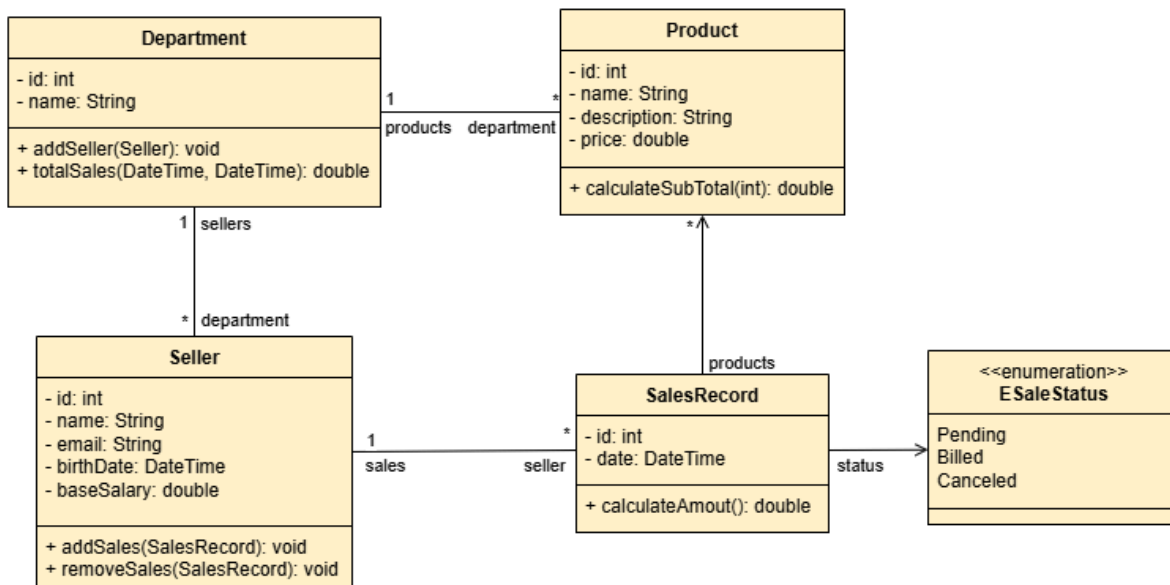 Department
- id: int
- name: String
+ addSeller(Seller): void
+ totalSales(DateTime, DateTime): double
1
products
*
department
Product
- id: int
- name: String
- description: String
- price: double
+ calculateSubTotal(int): double
1
sellers
*
department
*
products
Seller
- id: int
- name: String
- email: String
- birthDate: DateTime
- baseSalary: double
+ addSales(SalesRecord): void
+ removeSales(SalesRecord): void
1
sales
*
seller
SalesRecord
- id: int
- date: DateTime
+ calculateAmout(): double
status
<<enumeration>>
ESaleStatus
Pending
Billed
Canceled